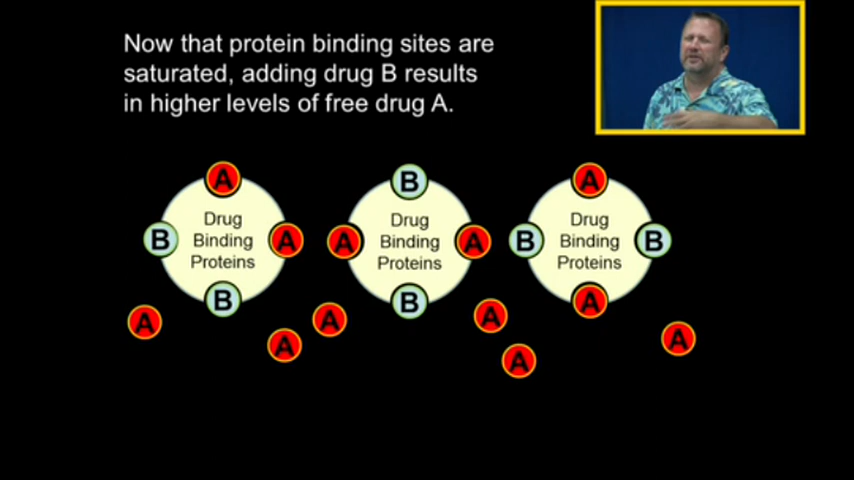 Now that protein binding sites are
saturated, adding drug B results
in higher levels of free drug A.
A
B
A
Drug
Binding
Proteins
B
A
B
A
Drug
Binding
Proteins
A
B
A
B
B
Drug
Binding
Proteins
A
A
A
A
A
A
A